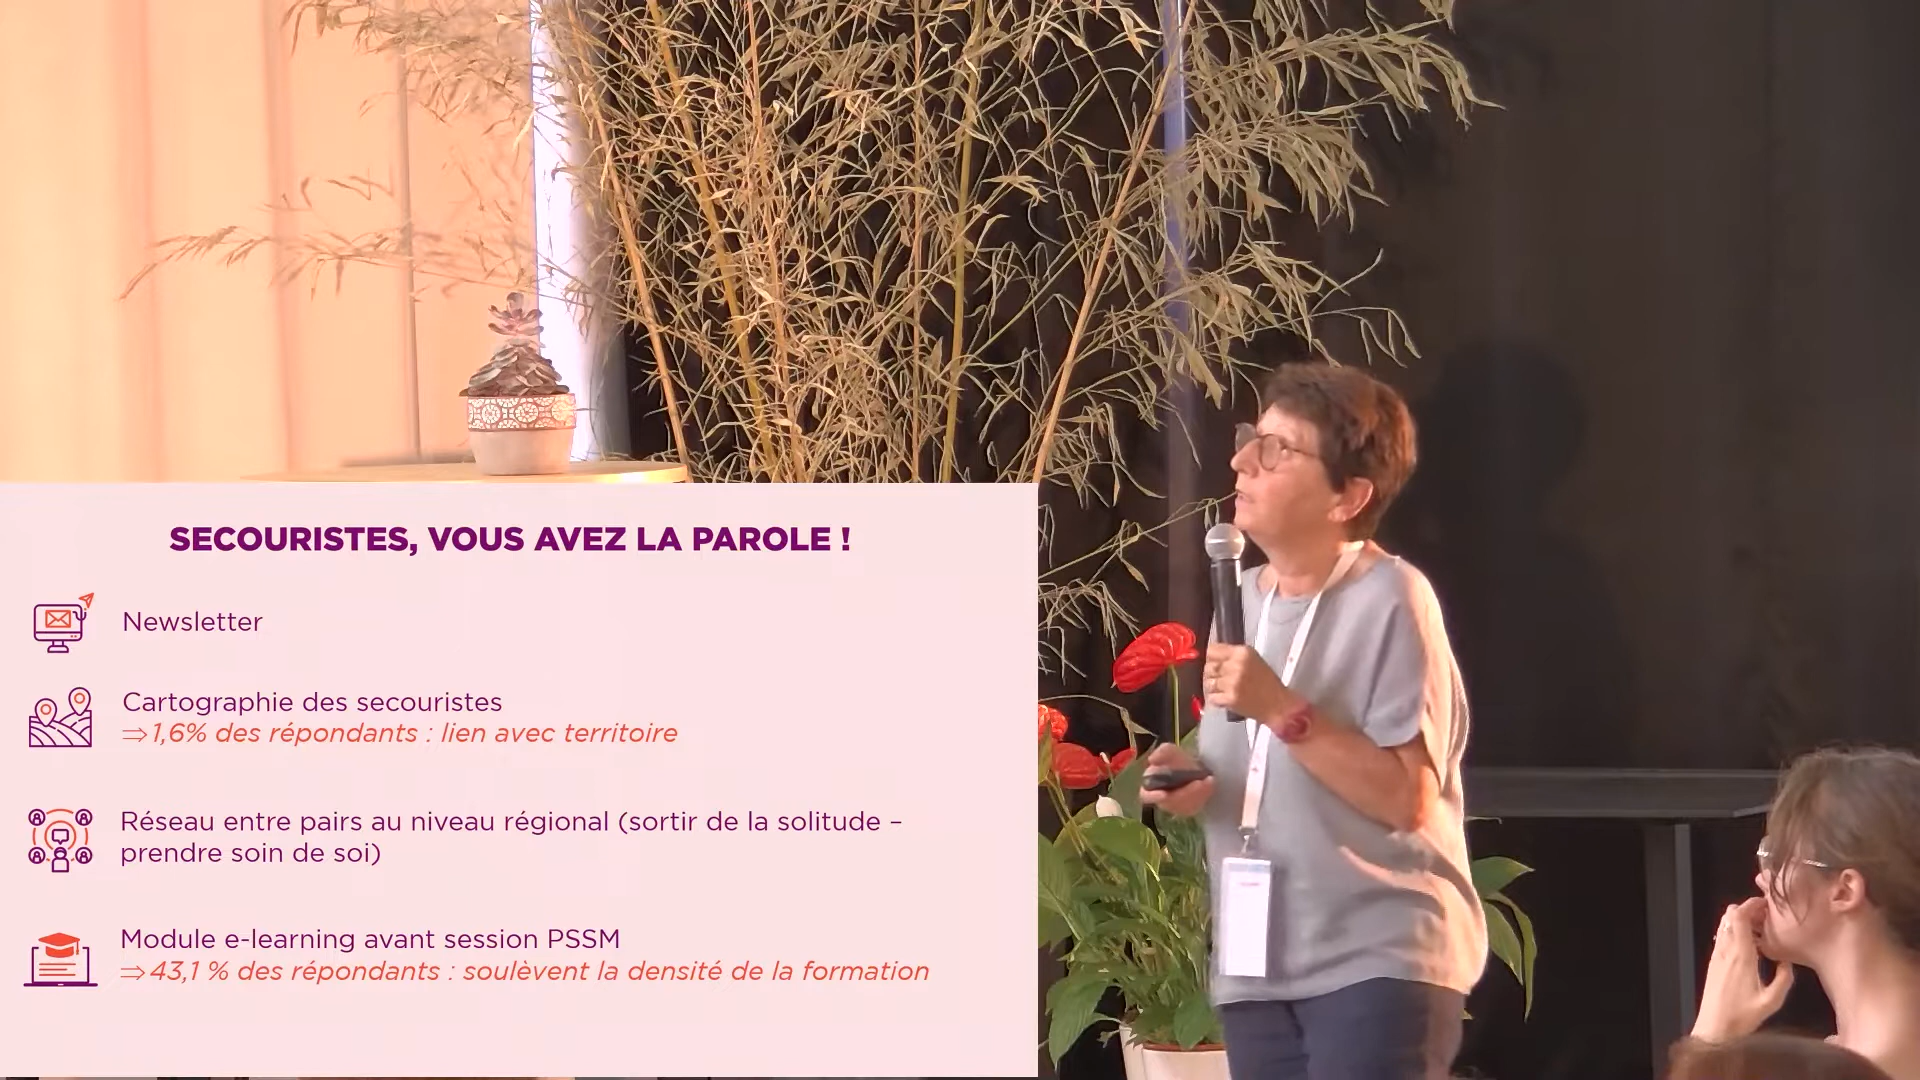 SECOURISTES, VOUS AVEZ LA PAROLE !
Newsletter
Cartographie des secouristes
⇒1,6% des répondants : lien avec territoire
Réseau entre pairs au niveau régional (sortir de la solitude –
prendre soin de soi)
Module e-learning avant session PSSM
⇒43,1 % des répondants : soulèvent la densité de la formation